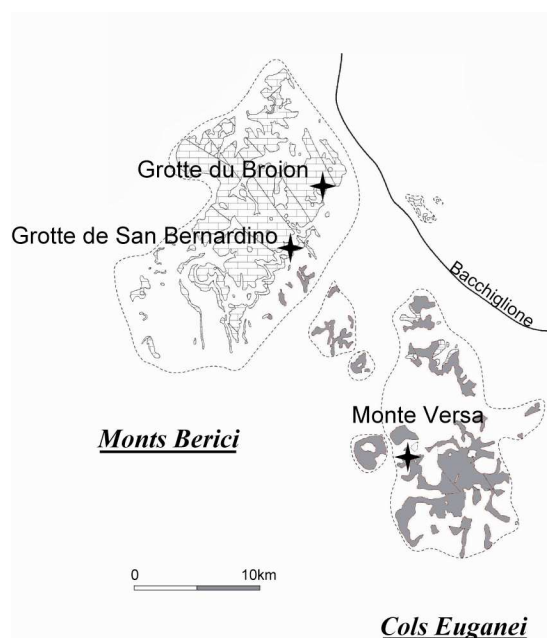 Grotte du Broion
Grotte de San Bernardino
Bacchiglione
Monte Versa
Monts Berici
0 10km
Cols Euganei